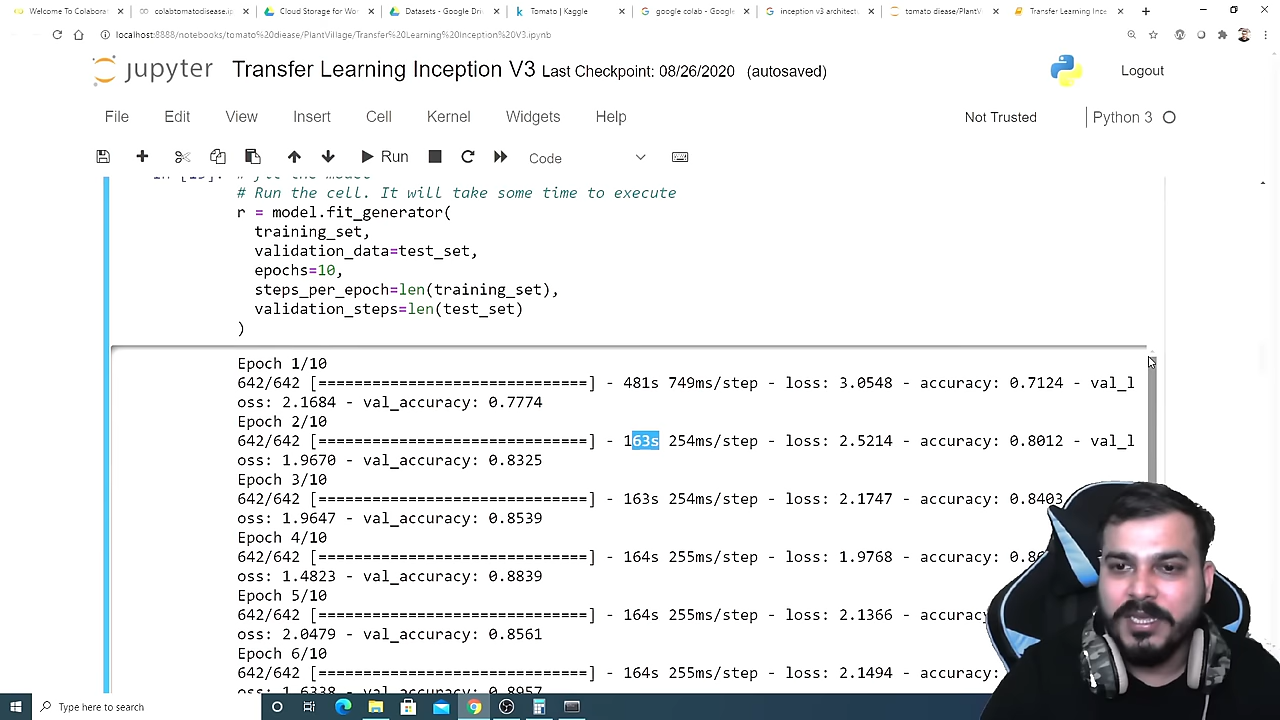 Welcome To Colabora
colabtomatodisease.ip
Cloud Storage for Wo
Datasets - Google Dri
Tomato | Kaggle
google colab - Google
inception v3 architect
tomato diease/PlantV
Transfer Learning Ince
localhost:8888/notebooks/tomato%20diease/PlantVillage/Transfer%20Learning%20Inception%20V3.ipynb
jupyter Transfer Learning Inception V3 Last Checkpoint: 08/26/2020 (autosaved) Logout
File Edit View Insert Cell Kernel Widgets Help Not Trusted Python 3
Run Code
# Run the cell. It will take some time to execute
r = model.fit_generator(
training_set,
validation_data=test_set,
epochs=10,
steps_per_epoch=len(training_set),
validation_steps=len(test_set)
)
Epoch 1/10
642/642 [==============================] - 481s 749ms/step - loss: 3.0548 - accuracy: 0.7124 - val_l
oss: 2.1684 - val_accuracy: 0.7774
Epoch 2/10
642/642 [==============================] - 163s 254ms/step - loss: 2.5214 - accuracy: 0.8012 - val_l
oss: 1.9670 - val_accuracy: 0.8325
Epoch 3/10
642/642 [==============================] - 163s 254ms/step - loss: 2.1747 - accuracy: 0.8403
oss: 1.9647 - val_accuracy: 0.8539
Epoch 4/10
642/642 [==============================] - 164s 255ms/step - loss: 1.9768 - accuracy:
oss: 1.4823 - val_accuracy: 0.8839
Epoch 5/10
642/642 [==============================] - 164s 255ms/step - loss: 2.1366 - accuracy
oss: 2.0479 - val_accuracy: 0.8561
Epoch 6/10
642/642 [==============================] - 164s 255ms/step - loss: 2.1494 - accuracy
oss: 1.6338 - val_accuracy: 0.8957
Type here to search